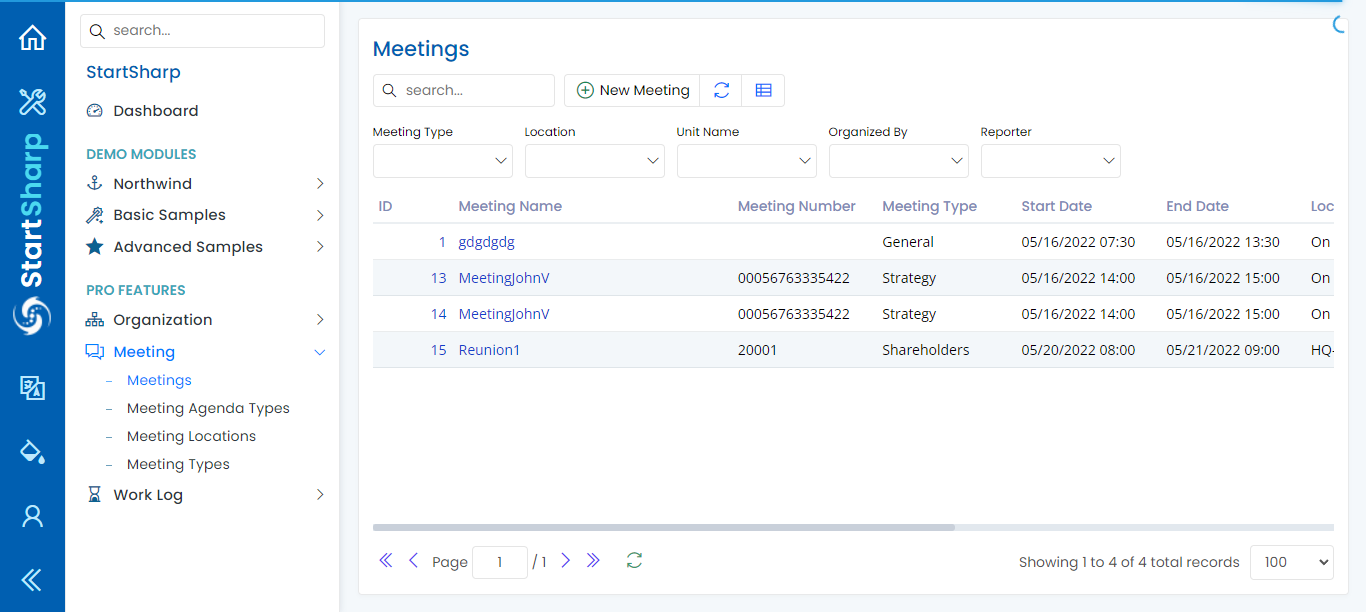 StartSharp
search...
StartSharp
Dashboard
DEMO MODULES
Northwind
Basic Samples
Advanced Samples
PRO FEATURES
Organization
Meeting
– Meetings
– Meeting Agenda Types
– Meeting Locations
– Meeting Types
Work Log
Meetings
search... New Meeting
Meeting Type Location Unit Name Organized By Reporter
ID Meeting Name Meeting Number Meeting Type Start Date End Date Loc
1 gdgdgdg General 05/16/2022 07:30 05/16/2022 13:30 On
13 MeetingJohnV 00056763335422 Strategy 05/16/2022 14:00 05/16/2022 15:00 On
14 MeetingJohnV 00056763335422 Strategy 05/16/2022 14:00 05/16/2022 15:00 On
15 Reunion1 20001 Shareholders 05/20/2022 08:00 05/21/2022 09:00 HQ-
Page 1 / 1 Showing 1 to 4 of 4 total records 100